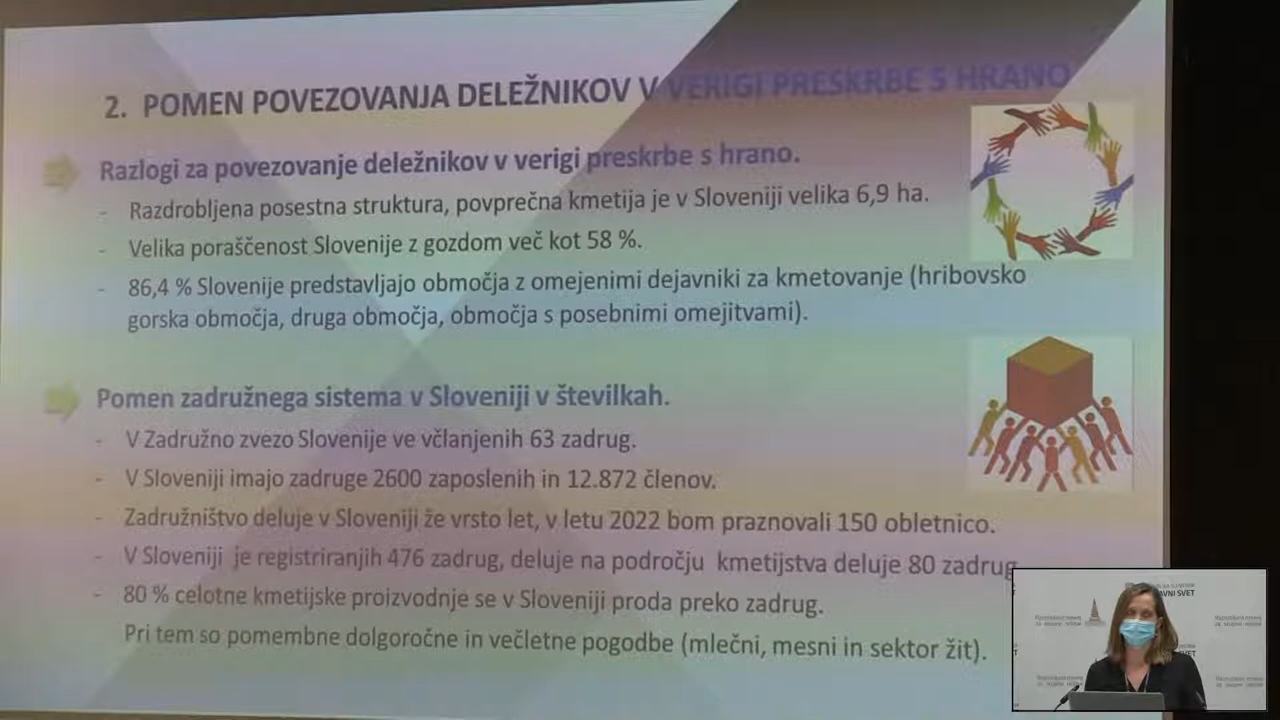 2. POMEN POVEZOVANJA DELEŽNIKOV V VERIGI PRESKRBE S HRANO
Razlogi za povezovanje deležnikov v verigi preskrbe s hrano.
- Razdrobljena posestna struktura, povprečna kmetija je v Sloveniji velika 6,9 ha.
- Velika poraščenost Slovenije z gozdom več kot 58 %.
- 86,4 % Slovenije predstavljajo območja z omejenimi dejavniki za kmetovanje (hribovsko
gorska območja, druga območja, območja s posebnimi omejitvami).
Pomen zadružnega sistema v Sloveniji v številkah.
- V Zadružno zvezo Slovenije ve včlanjenih 63 zadrug.
- V Sloveniji imajo zadruge 2600 zaposlenih in 12.872 članov.
- Zadružništvo deluje v Sloveniji že vrsto let, v letu 2022 bom praznovali 150 obletnico.
- V Sloveniji je registriranjih 476 zadrug, deluje na področju kmetijstva deluje 80 zadrug
- 80 % celotne kmetijske proizvodnje se v Sloveniji proda preko zadrug.
Pri tem so pomembne dolgoročne in večletne pogodbe (mlečni, mesni in sektor žit).
SVET